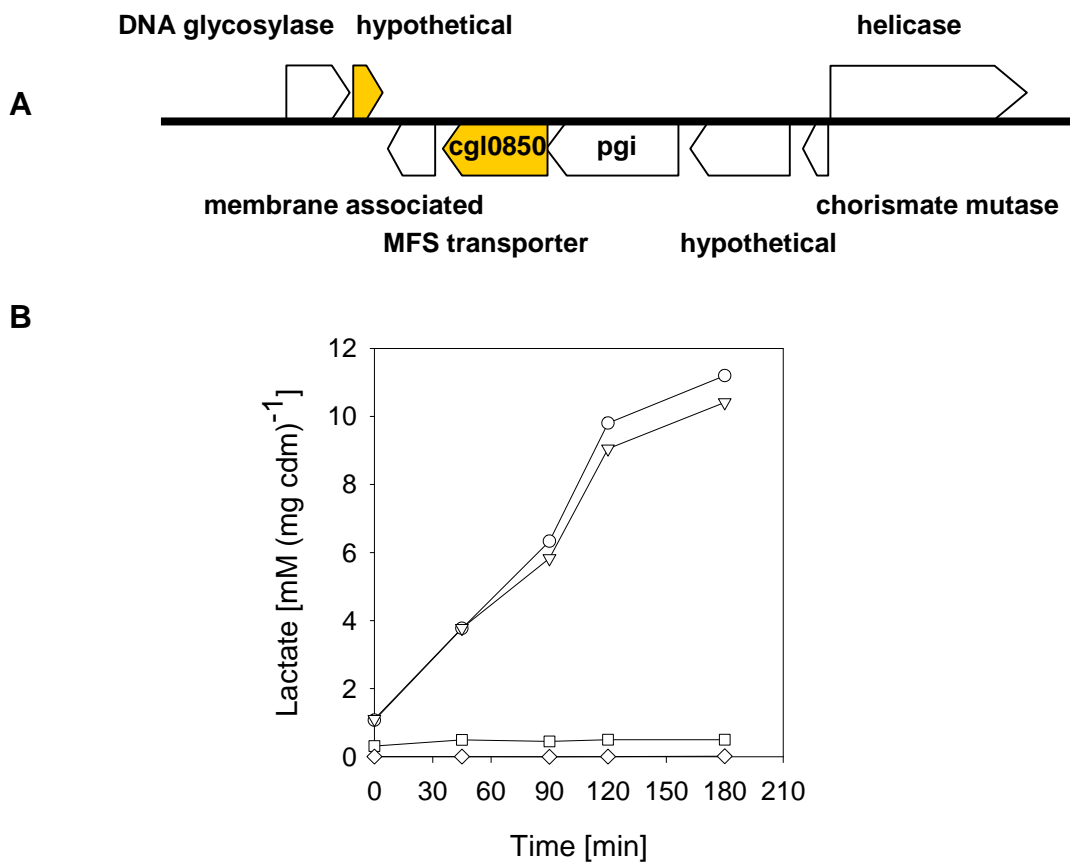 DNA glycosylase hypothetical helicase
A
cgl0850 pgi
membrane associated chorismate mutase
MFS transporter hypothetical
B
12
10
8
6
4
2
0
Lactate [mM (mg cdm)-1]
0 30 60 90 120 150 180 210
Time [min]